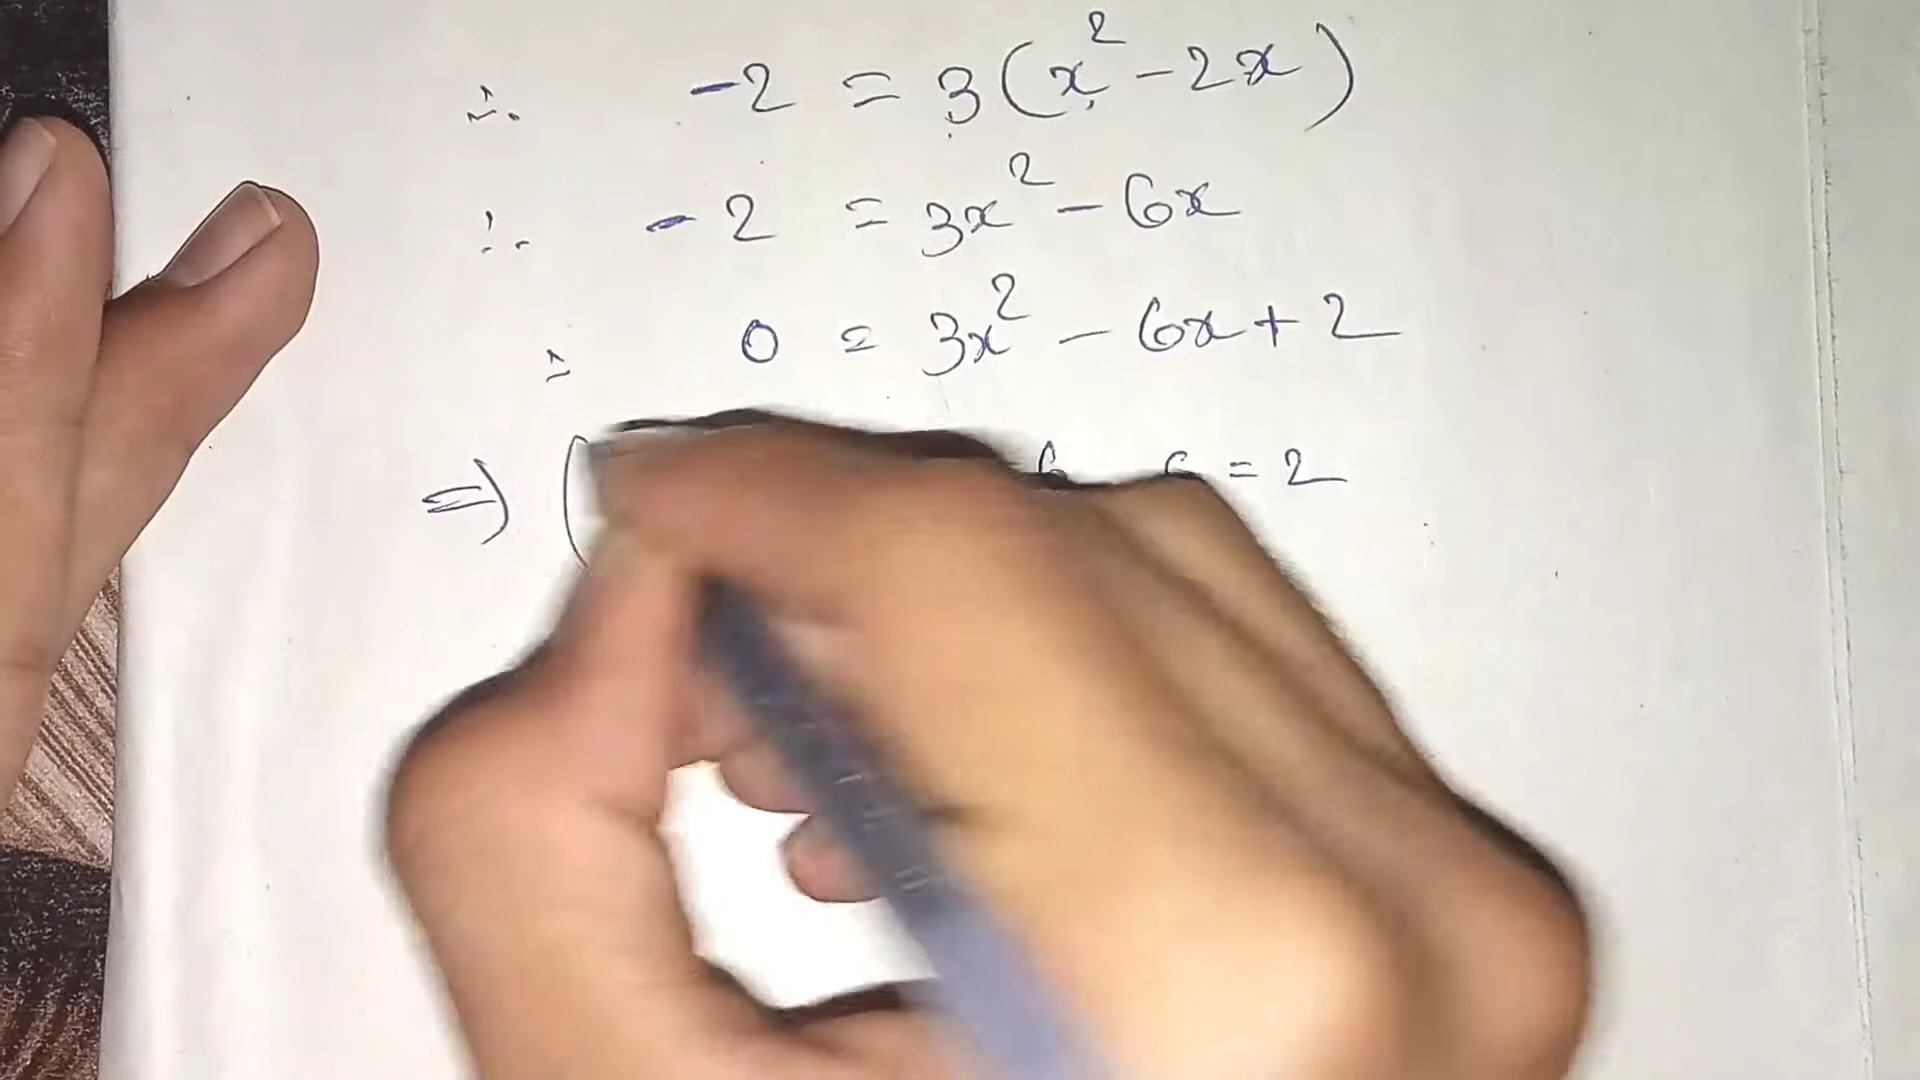 ∴ -2 = 3(x² - 2x)
∴ -2 = 3x² - 6x
∴ 0 = 3x² - 6x + 2
⇒ ( = 2